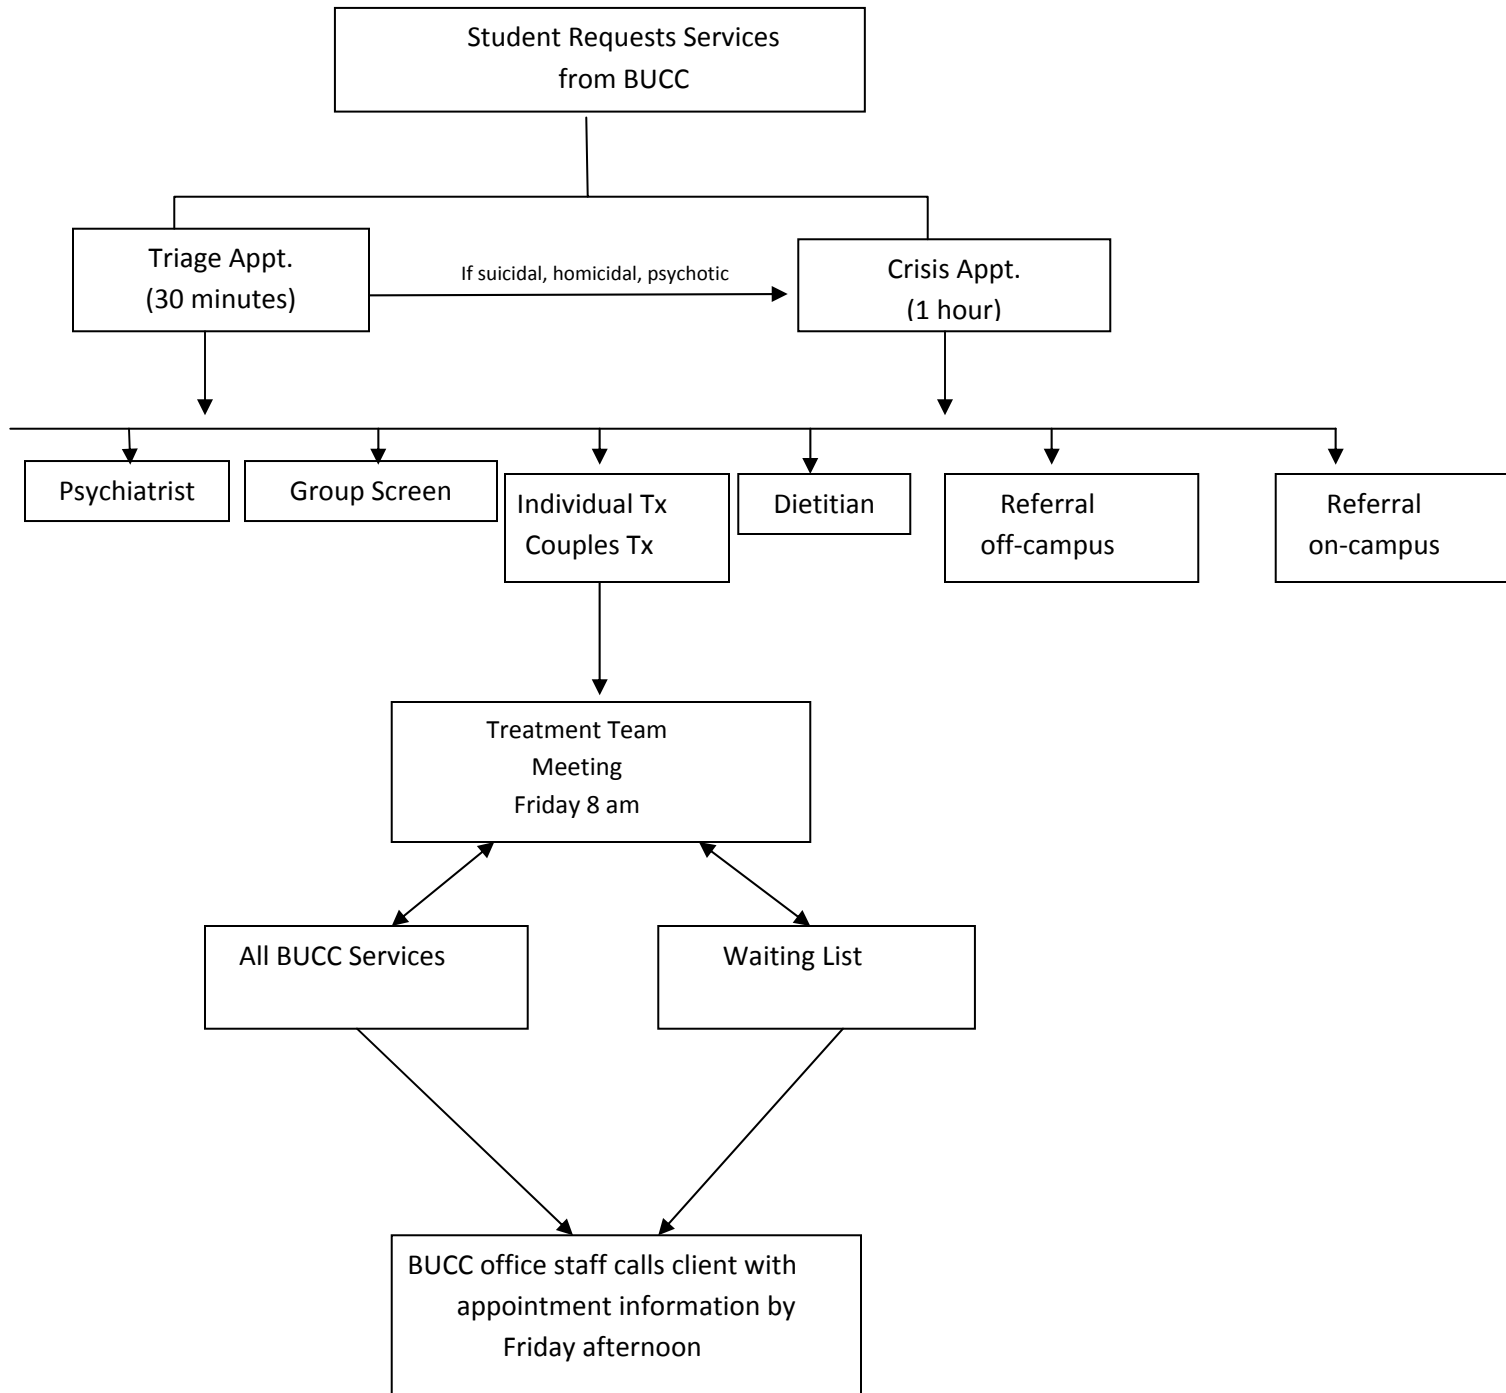 Student Requests Services
from BUCC
Triage Appt.
(30 minutes)
If suicidal, homicidal, psychotic
Crisis Appt.
(1 hour)
Psychiatrist
Group Screen
Individual Tx
Couples Tx
Dietitian
Referral
off-campus
Referral
on-campus
Treatment Team
Meeting
Friday 8 am
All BUCC Services
Waiting List
BUCC office staff calls client with
appointment information by
Friday afternoon